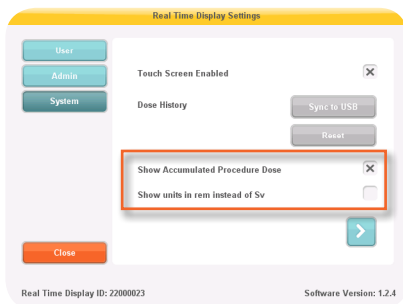 Real Time Display Settings
User
Admin
System
Touch Screen Enabled
Dose History
Sync to USB
Reset
Show Accumulated Procedure Dose
Show units in rem instead of Sv
Close
Real Time Display ID: 22000023
Software Version: 1.2.4